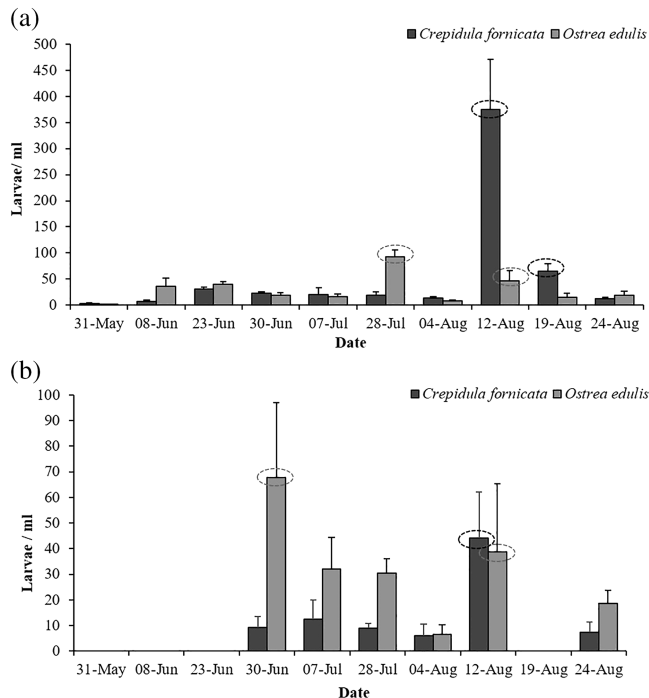 (a)
Crepidula fornicata Ostrea edulis
500
450
400
350
300
250
200
150
100
50
0
Larvae/ ml
31-May 08-Jun 23-Jun 30-Jun 07-Jul 28-Jul 04-Aug 12-Aug 19-Aug 24-Aug
Date
(b)
Crepidula fornicata Ostrea edulis
100
90
80
70
60
50
40
30
20
10
0
Larvae / ml
31-May 08-Jun 23-Jun 30-Jun 07-Jul 28-Jul 04-Aug 12-Aug 19-Aug 24-Aug
Date